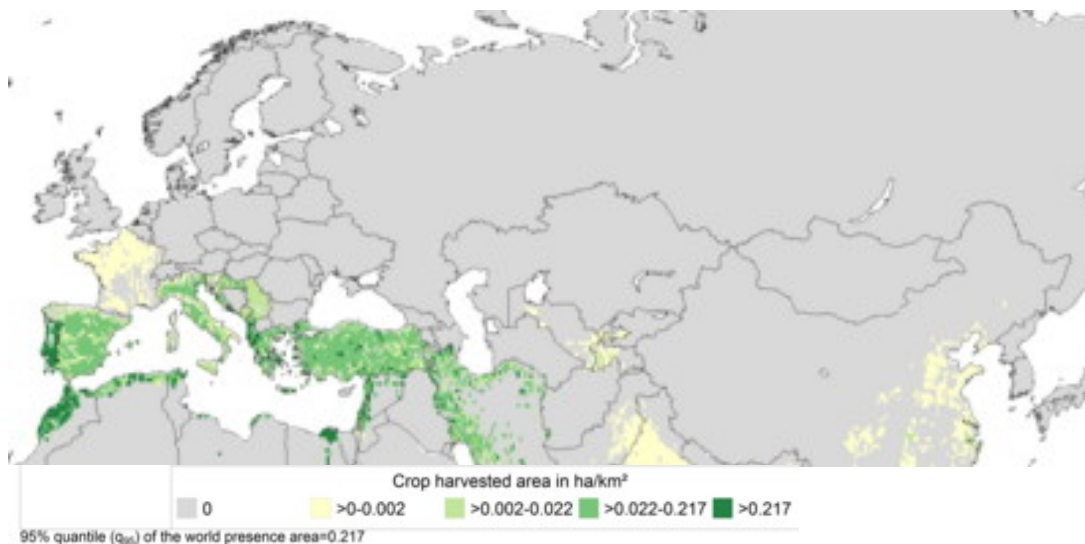 Crop harvested area in ha/km²
0 >0-0.002 >0.002-0.022 >0.022-0.217 >0.217
95% quantile (q₉₅) of the world presence area=0.217